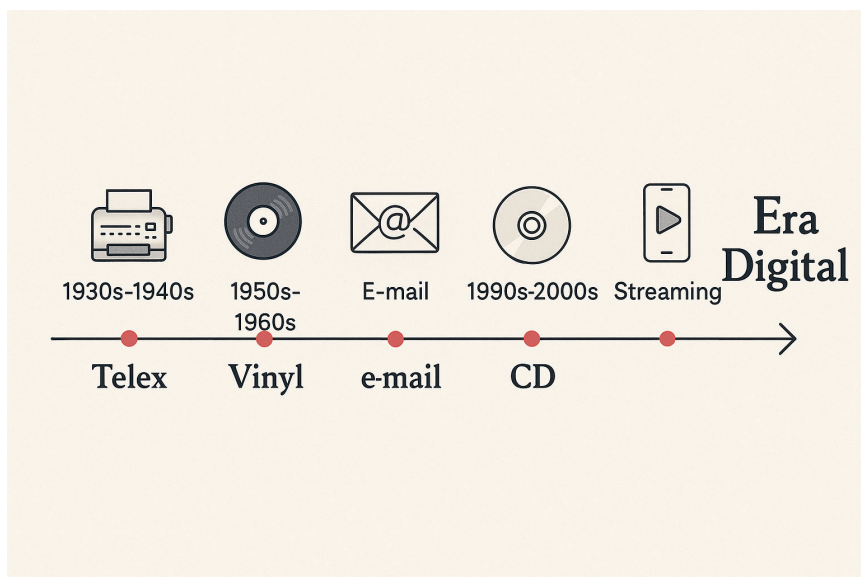 1930s-1940s
1950s-
1960s
E-mail
1990s-2000s
Streaming
Era
Digital
Telex
Vinyl
e-mail
CD